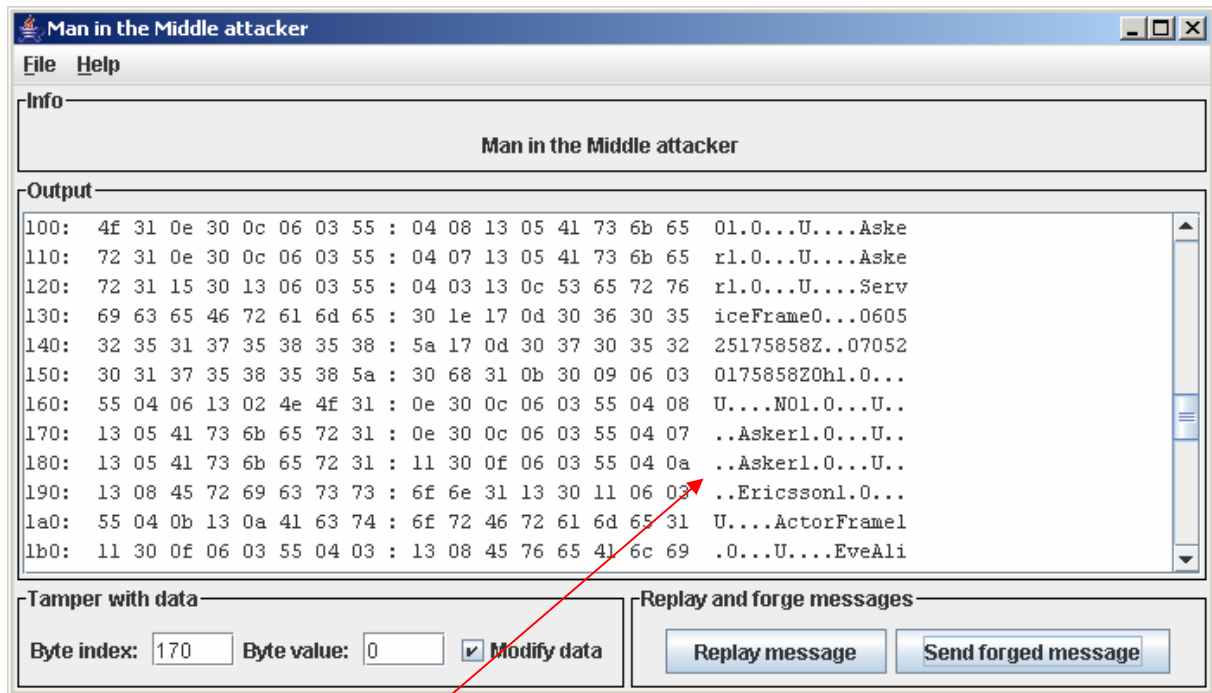 Man in the Middle attacker
File Help
Info
Man in the Middle attacker
Output
100: 4f 31 0e 30 0c 06 03 55 : 04 08 13 05 41 73 6b 65 O1.0...U....Aske
110: 72 31 0e 30 0c 06 03 55 : 04 07 13 05 41 73 6b 65 r1.0...U....Aske
120: 72 31 15 30 13 06 03 55 : 04 03 13 0c 53 65 72 76 r1.0...U....Serv
130: 69 63 65 46 72 61 6d 65 : 30 1e 17 0d 30 36 30 35 iceFrame0...0605
140: 32 35 31 37 35 38 35 38 : 5a 17 0d 30 37 30 35 32 25175858Z..07052
150: 30 31 37 35 38 35 38 5a : 30 68 31 0b 30 09 06 03 0175858Z0h1.0...
160: 55 04 06 13 02 4e 4f 31 : 0e 30 0c 06 03 55 04 08 U....NO1.0...U..
170: 13 05 41 73 6b 65 72 31 : 0e 30 0c 06 03 55 04 07 ..Asker1.0...U..
180: 13 05 41 73 6b 65 72 31 : 11 30 0f 06 03 55 04 0a ..Asker1.0...U..
190: 13 08 45 72 69 63 73 73 : 6f 6e 31 13 30 11 06 03 ..Ericsson1.0...
1a0: 55 04 0b 13 0a 41 63 74 : 6f 72 46 72 61 6d 65 31 U....ActorFrame1
1b0: 11 30 0f 06 03 55 04 03 : 13 08 45 76 65 41 6c 69 .0...U....EveAli
Tamper with data
Byte index: 170 Byte value: 0 Modify data
Replay and forge messages
Replay message Send forged message